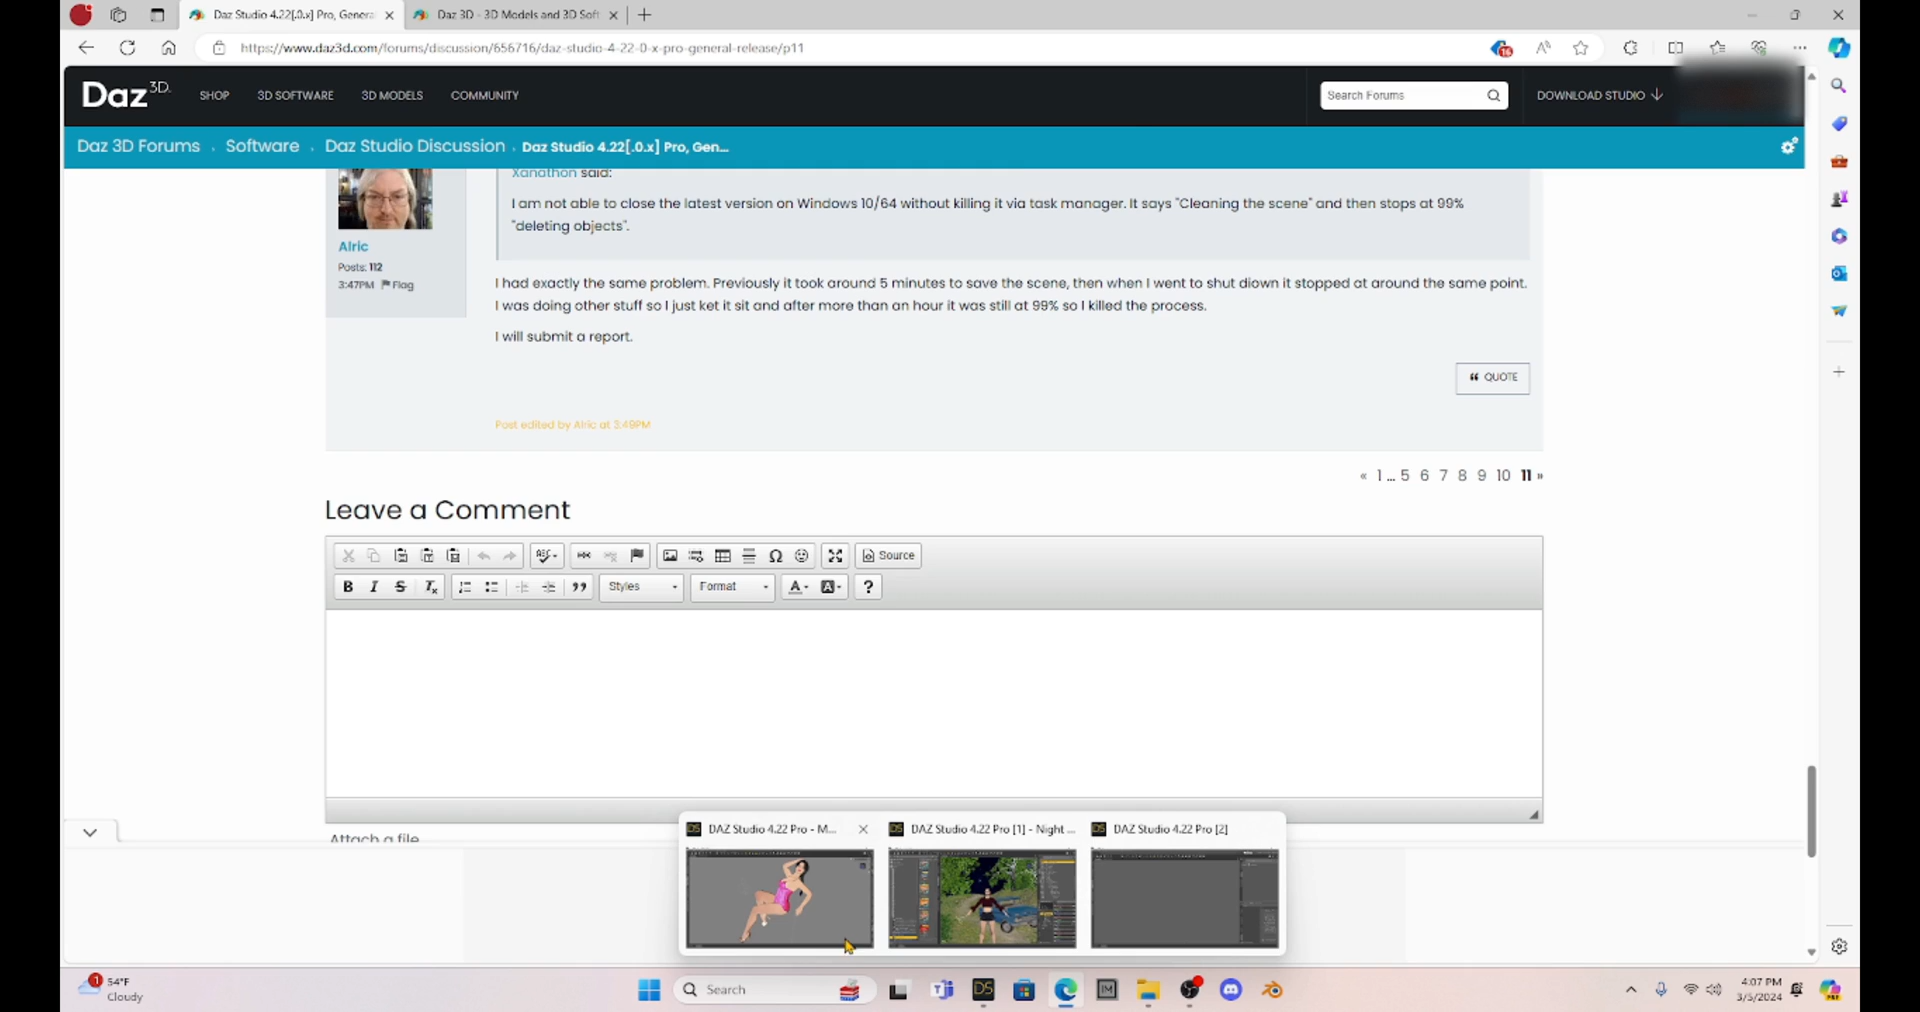 Daz Studio 4.22[.0.x] Pro, Genera
Daz 3D - 3D Models and 3D Soft
https://www.daz3d.com/forums/discussion/656716/daz-studio-4-22-0-x-pro-general-release/p11
16
Daz 3D.
SHOP
3D SOFTWARE
3D MODELS
COMMUNITY
Search Forums
DOWNLOAD STUDIO
Daz 3D Forums
Software
Daz Studio Discussion
Daz Studio 4.22[.0.x] Pro, Gen...
Xanathon said:
I am not able to close the latest version on Windows 10/64 without killing it via task manager. It says "Cleaning the scene" and then stops at 99%
"deleting objects".
Alric
Posts: 112
3:47PM Flag
I had exactly the same problem. Previously it took around 5 minutes to save the scene, then when I went to shut diown it stopped at around the same point.
I was doing other stuff so I just ket it sit and after more than an hour it was still at 99% so I killed the process.
I will submit a report.
QUOTE
Post edited by Alric at 3:49PM
« 1 ... 5 6 7 8 9 10 11 »
Leave a Comment
Source
B I S Tx
Styles
Format
A A ?
Attach a file
DAZ Studio 4.22 Pro - M...
DAZ Studio 4.22 Pro [1] - Night ...
DAZ Studio 4.22 Pro [2]
1
54°F
Cloudy
Search
DS
IM
4:07 PM
3/5/2024